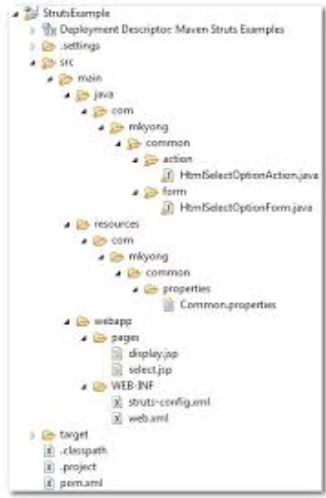 StrutsExample
Deployment Descriptor: Maven Struts Examples
.settings
src
main
java
com
mkyong
common
action
HtmlSelectOptionAction.java
form
HtmlSelectOptionForm.java
resources
com
mkyong
common
properties
Common.properties
webapp
pages
display.jsp
select.jsp
WEB-INF
struts-config.xml
web.xml
target
.classpath
.project
pom.xml